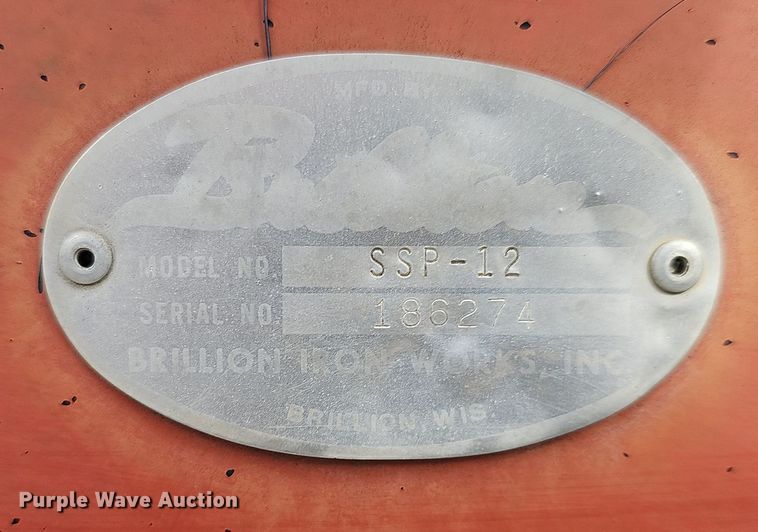 MFD. BY
Brillion
MODEL NO. SSP-12
SERIAL NO. 186274
BRILLION IRON WORKS, INC.
BRILLION, WIS.
Purple Wave Auction